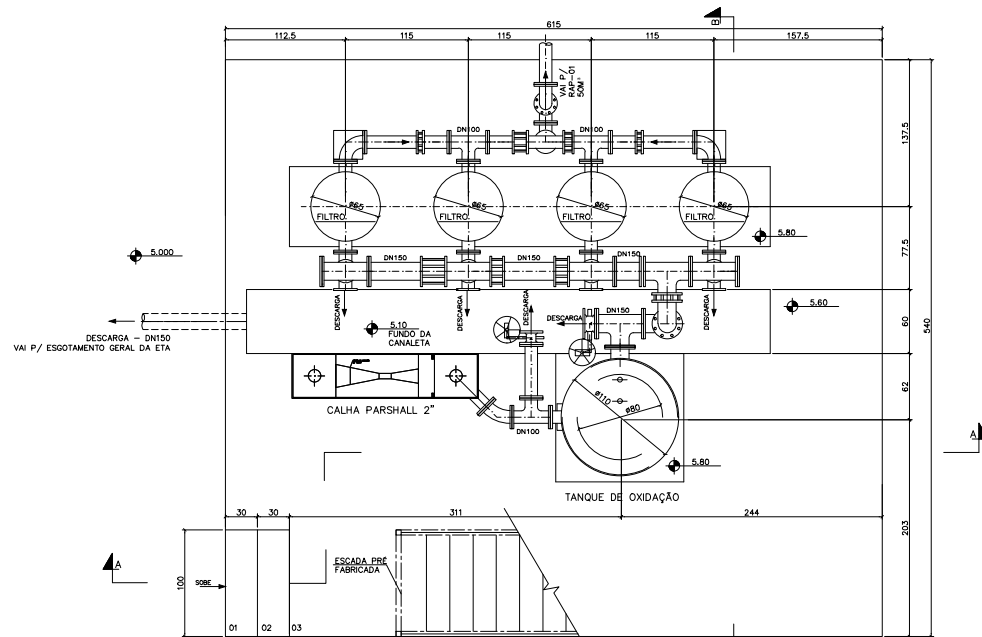 B
615
112.5
115
115
115
157.5
VAI P/
RAP-01
50M³
DN100
DN100
137.5
ø65
ø65
ø65
ø65
FILTRO
FILTRO
FILTRO
FILTRO
5.80
5.000
DN150
DN150
DN150
77.5
DESCARGA
DESCARGA
DESCARGA
DESCARGA
DESCARGA
DN150
5.60
5.10
FUNDO DA
CANALETA
60
540
DESCARGA - DN150
VAI P/ ESGOTAMENTO GERAL DA ETA
62
ø110
ø80
CALHA PARSHALL 2"
DN100
A
5.80
TANQUE DE OXIDAÇÃO
30
30
311
244
203
A
100
SOBE
ESCADA PRÉ
FABRICADA
01
02
03